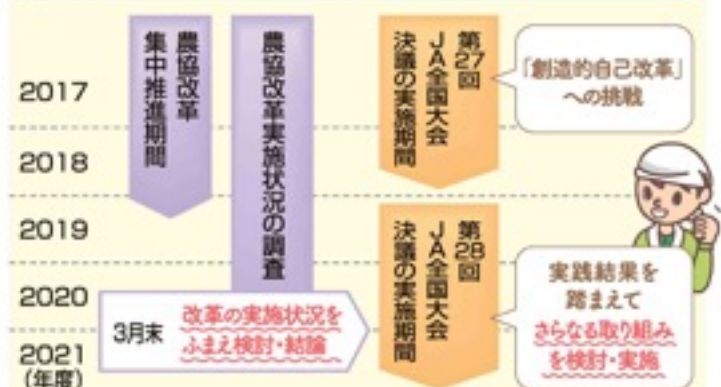 2017
2018
2019
2020
2021
(年度)
農協改革
集中推進期間
農協改革実施状況の調査
3月末
改革の実施状況を
ふまえ検討・結論
第27回
JA全国大会
決議の実施期間
「創造的自己改革」
への挑戦
第28回
JA全国大会
決議の実施期間
実践結果を
踏まえて
さらなる取り組み
を検討・実施